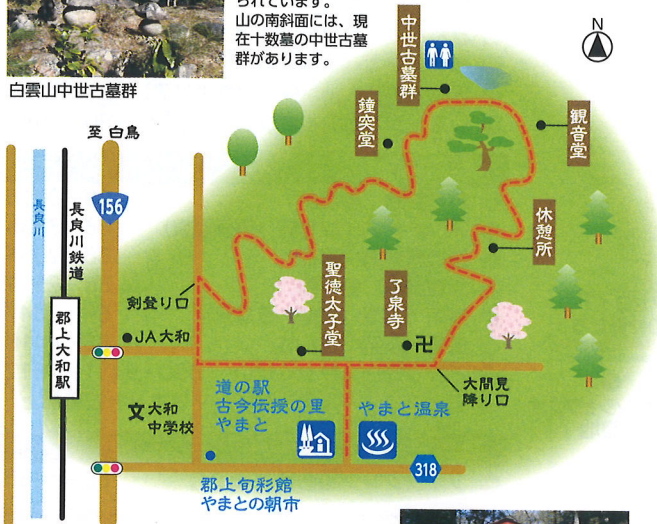 られています。
山の南斜面には、現
在十数墓の中世古墓
群があります。
白雲山中世古墓群
N
中世古墓群
鐘突堂
観音堂
休憩所
至 白鳥
156
長良川
長良川鉄道
郡上大和駅
剣登り口
JA大和
聖徳太子堂
了泉寺
卍
大間見
降り口
文 大和
中学校
道の駅
古今伝授の里
やまと
やまと温泉
318
郡上旬彩館
やまとの朝市